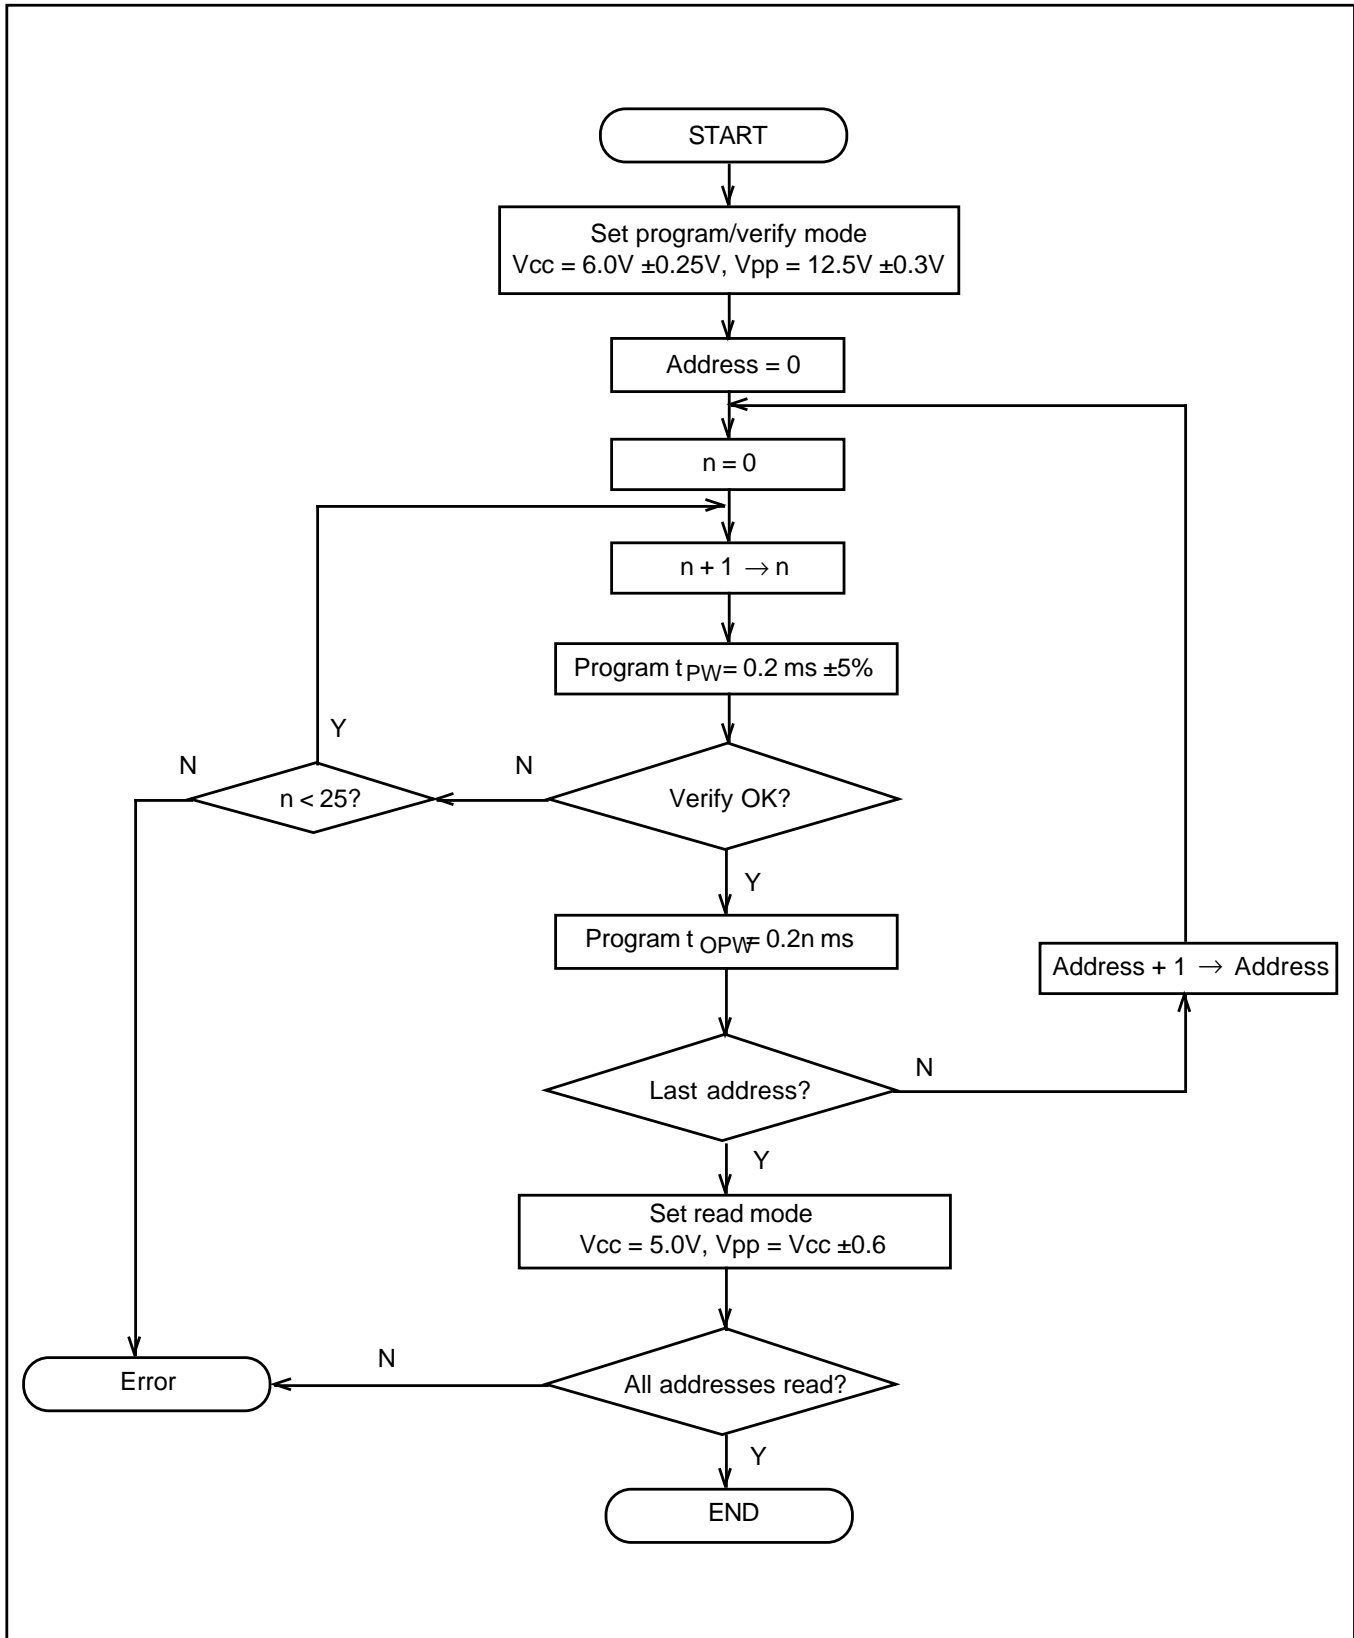 START
Set program/verify mode
Vcc = 6.0V ±0.25V, Vpp = 12.5V ±0.3V
Address = 0
n = 0
n + 1 → n
Program t PW = 0.2 ms ±5%
Y
N
n < 25?
N
Verify OK?
Y
Program t OPW = 0.2n ms
Address + 1 → Address
Last address?
N
Y
Set read mode
Vcc = 5.0V, Vpp = Vcc ±0.6
Error
N
All addresses read?
Y
END